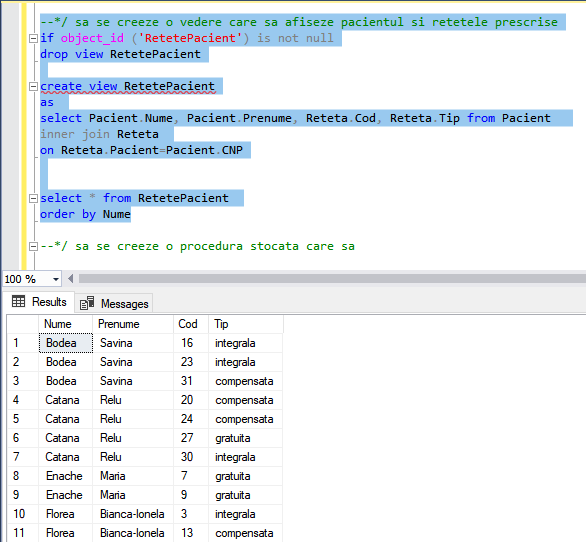 --*/ sa se creeze o vedere care sa afiseze pacientul si retetele prescrise
if object_id ('RetetePacient') is not null
drop view RetetePacient
create view RetetePacient
as
select Pacient.Nume, Pacient.Prenume, Reteta.Cod, Reteta.Tip from Pacient
inner join Reteta
on Reteta.Pacient=Pacient.CNP
select * from RetetePacient
order by Nume
--*/ sa se creeze o procedura stocata care sa
100 %
Results Messages
Nume Prenume Cod Tip
1 Bodea Savina 16 integrala
2 Bodea Savina 23 integrala
3 Bodea Savina 31 compensata
4 Catana Relu 20 compensata
5 Catana Relu 24 compensata
6 Catana Relu 27 gratuita
7 Catana Relu 30 integrala
8 Enache Maria 7 gratuita
9 Enache Maria 9 gratuita
10 Florea Bianca-Ionela 3 integrala
11 Florea Bianca-Ionela 13 compensata